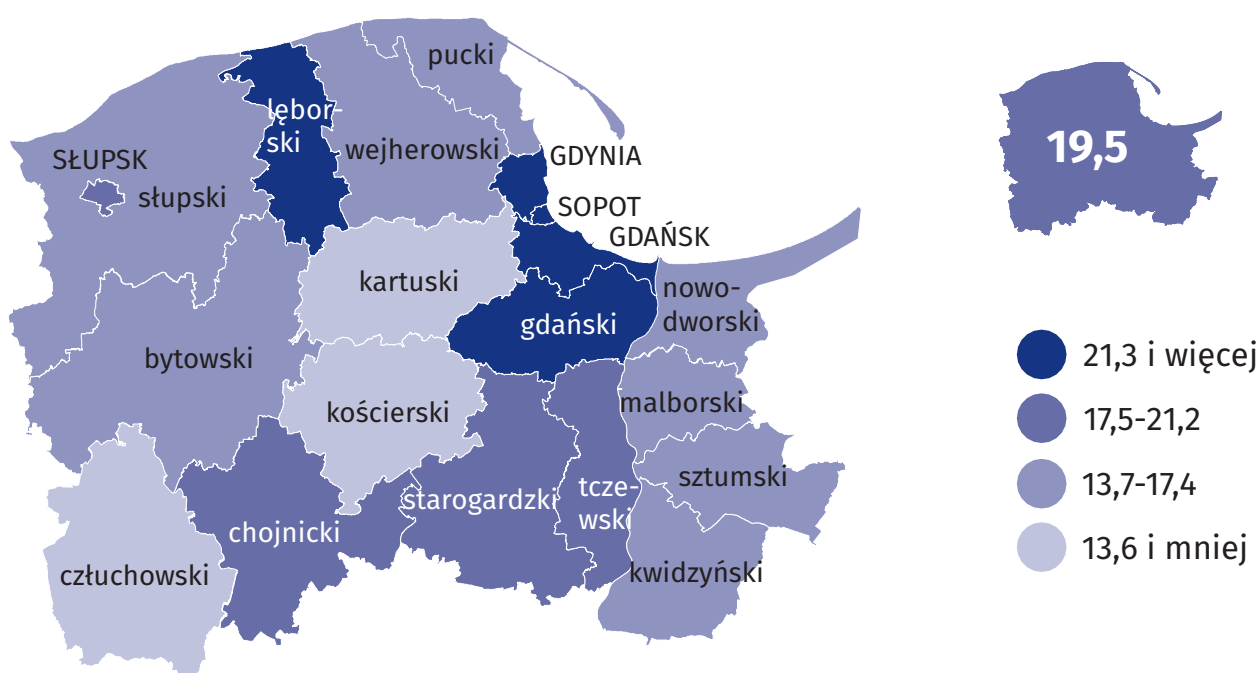 pucki
lębor-
ski
wejherowski
GDYNIA
SŁUPSK
słupski
SOPOT
GDAŃSK
kartuski
nowo-
dworski
gdański
bytowski
kościerski
malborski
sztumski
starogardzki
tcze-
wski
chojnicki
człuchowski
kwidzyński
19,5
21,3 i więcej
17,5-21,2
13,7-17,4
13,6 i mniej